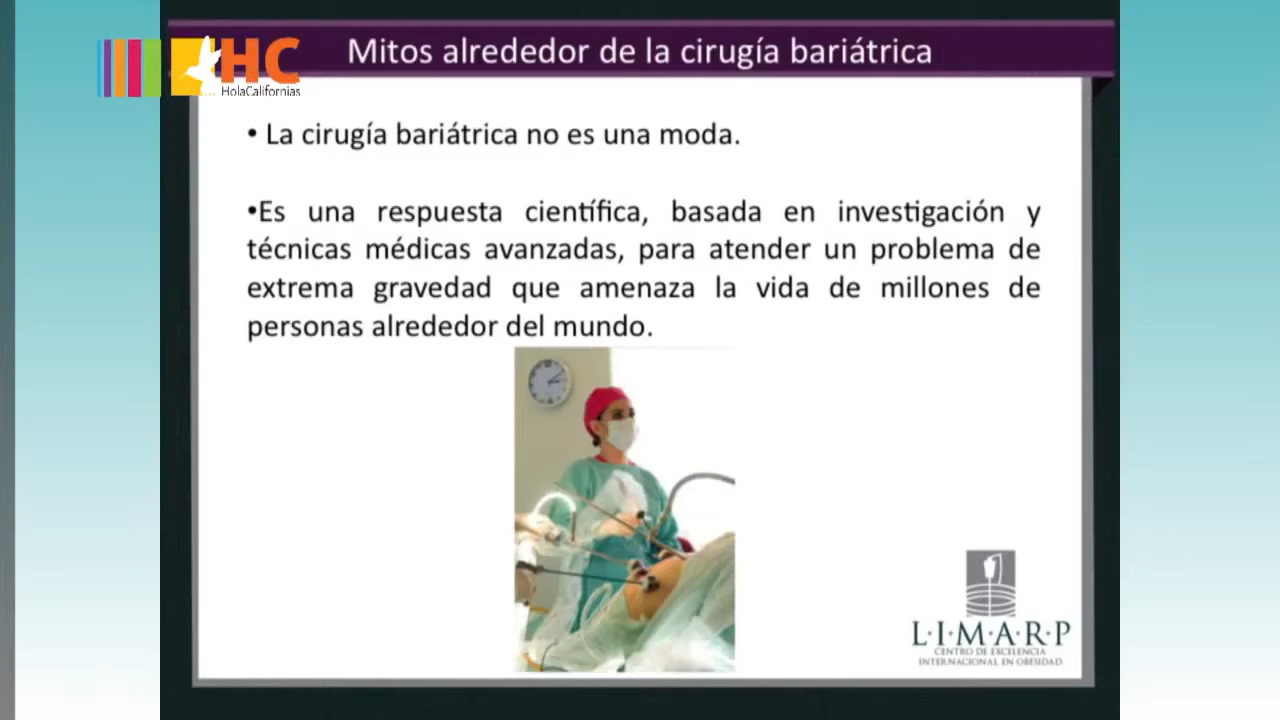 Mitos alrededor de la cirugía bariátrica
HC
HolaCalifornias
• La cirugía bariátrica no es una moda.
•Es una respuesta científica, basada en investigación y
técnicas médicas avanzadas, para atender un problema de
extrema gravedad que amenaza la vida de millones de
personas alrededor del mundo.
L·I·M·A·R·P
CENTRO DE EXCELENCIA
INTERNACIONAL EN OBESIDAD